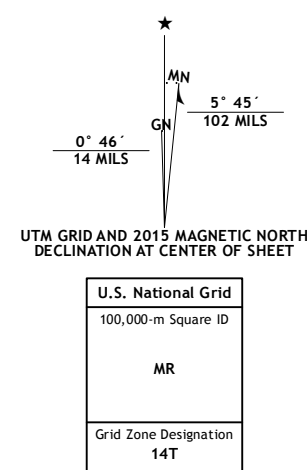 ★
MN
5° 45´
102 MILS
GN
0° 46´
14 MILS
UTM GRID AND 2015 MAGNETIC NORTH
DECLINATION AT CENTER OF SHEET
U.S. National Grid
100,000-m Square ID
MR
Grid Zone Designation
14T